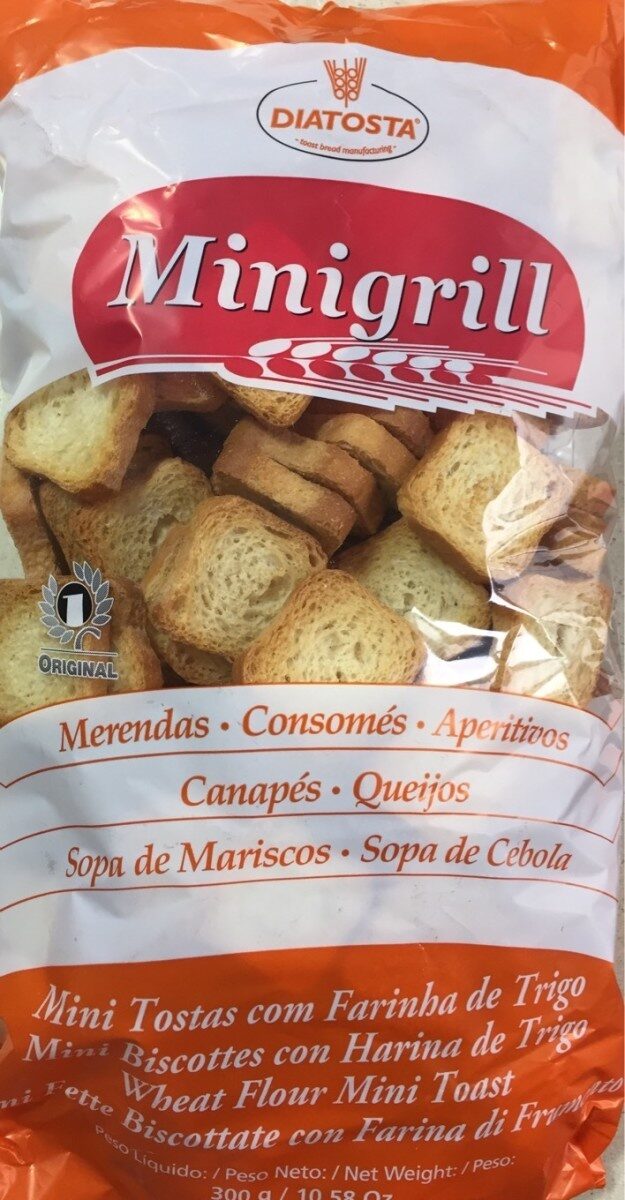 DIATOSTA®
"toast bread manufacturing"
Minigrill
1
ORIGINAL
Merendas • Consomés • Aperitivos
Canapés • Queijos
Sopa de Mariscos • Sopa de Cebola
Mini Tostas com Farinha de Trigo
Mini Biscottes con Harina de Trigo
Wheat Flour Mini Toast
Fette Biscottate con Farina di
Peso Líquido: / Peso Neto: / Net Weight: / Peso:
300 g / 10.58 Oz